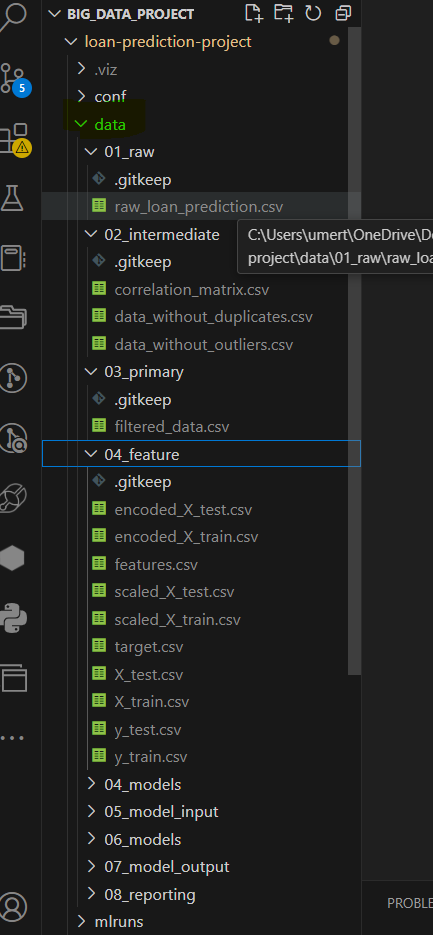 BIG_DATA_PROJECT
loan-prediction-project
.viz
conf
data
01_raw
.gitkeep
raw_loan_prediction.csv
02_intermediate
C:\Users\umert\OneDrive\De
.gitkeep
project\data\01_raw\raw_loa
correlation_matrix.csv
data_without_duplicates.csv
data_without_outliers.csv
03_primary
.gitkeep
filtered_data.csv
04_feature
.gitkeep
encoded_X_test.csv
encoded_X_train.csv
features.csv
scaled_X_test.csv
scaled_X_train.csv
target.csv
X_test.csv
X_train.csv
y_test.csv
y_train.csv
04_models
05_model_input
06_models
07_model_output
08_reporting
mlruns
5
PROBLE